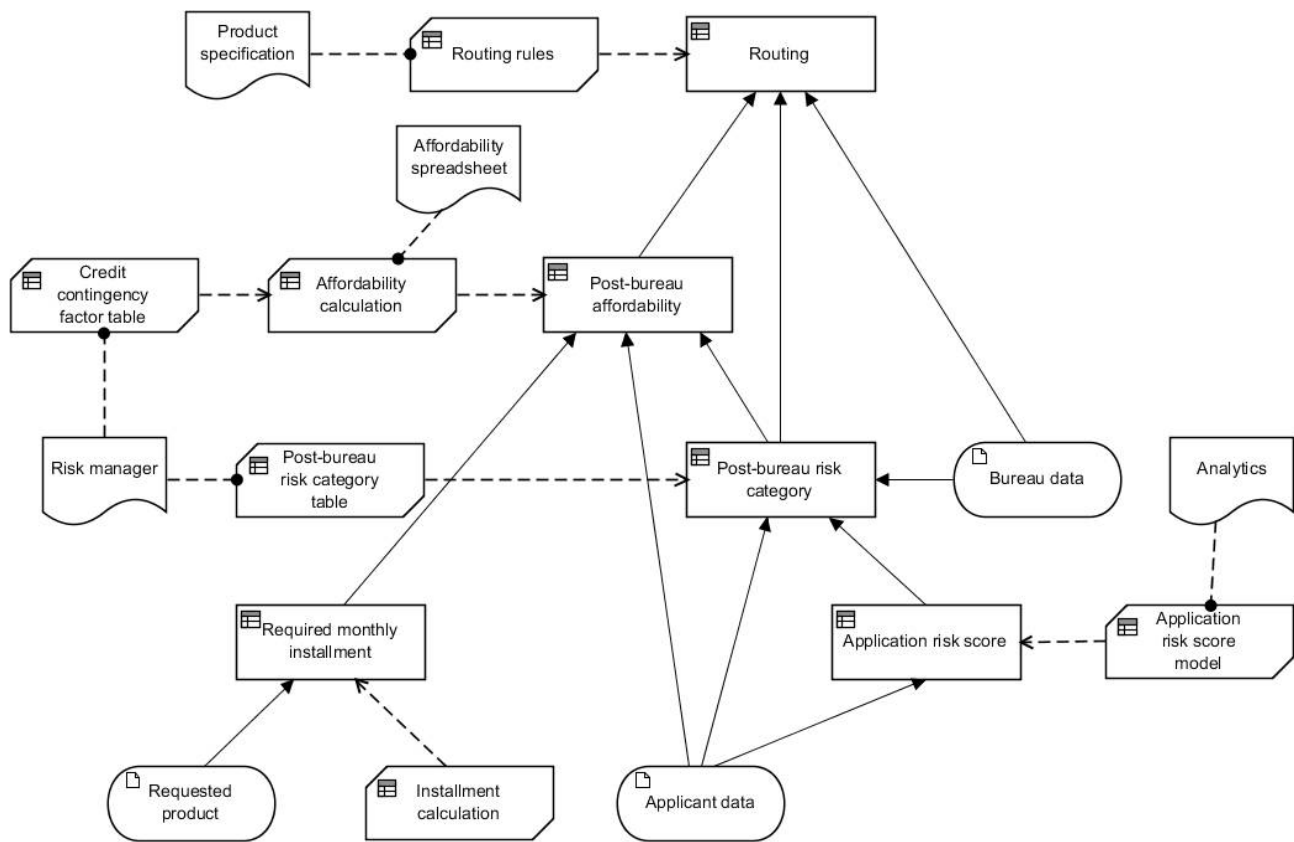 Product
specification
Routing rules
Routing
Affordability
spreadsheet
Credit
contingency
factor table
Affordability
calculation
Post-bureau
affordability
Risk manager
Post-bureau
risk category
table
Post-bureau risk
category
Bureau data
Analytics
Required monthly
installment
Application risk score
Application
risk score
model
Requested
product
Installment
calculation
Applicant data